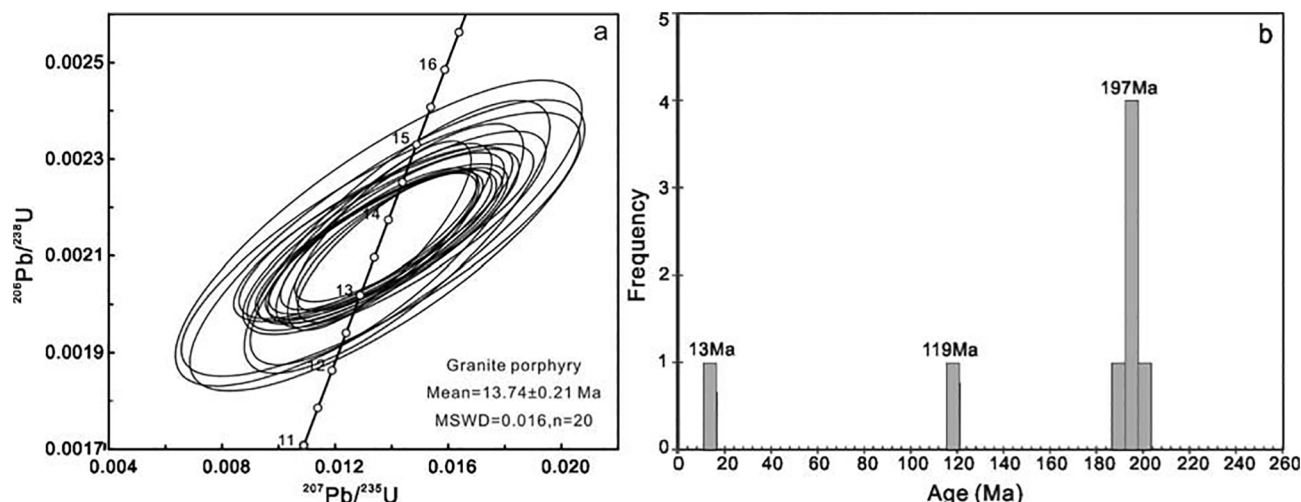 a
0.0025
0.0023
0.0021
0.0019
0.0017
²⁰⁶Pb/²³⁸U
16
15
14
13
12
11
Granite porphyry
Mean=13.74±0.21 Ma
MSWD=0.016,n=20
0.004 0.008 0.012 0.016 0.020
²⁰⁷Pb/²³⁵U
b
5
4
3
2
1
0
Frequency
197Ma
13Ma
119Ma
0 20 40 60 80 100 120 140 160 180 200 220 240 260
Age (Ma)